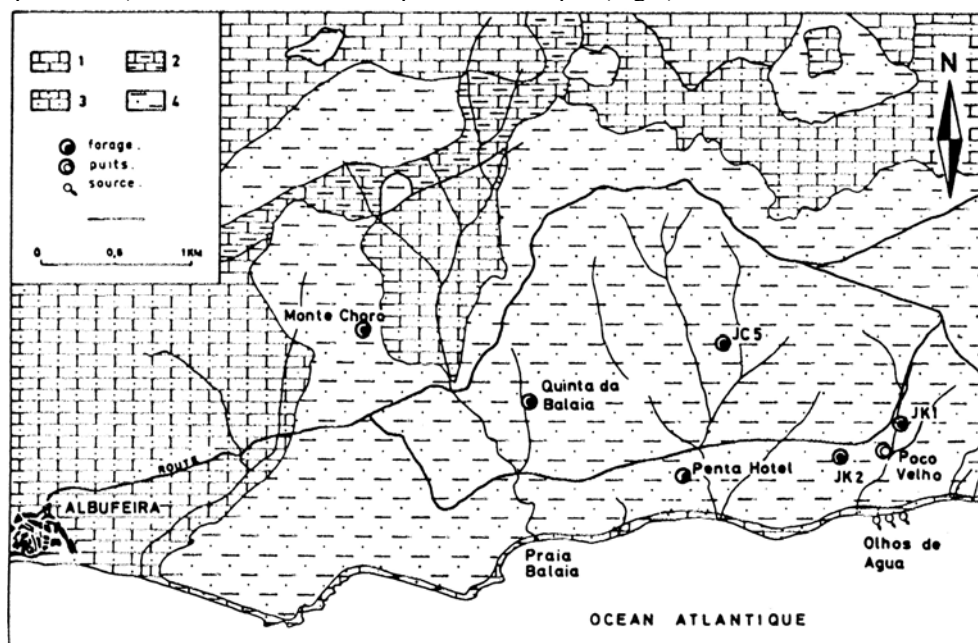 1 2
3 4
forage.
puits.
source.
0 0,6 1KM
N
Monte Choro
JC5
Quinta da
Balaia
JK1
Poco
Velho
JK2
Penta Hotel
ROUTE
ALBUFEIRA
Praia
Balaia
Olhos de
Agua
OCEAN ATLANTIQUE